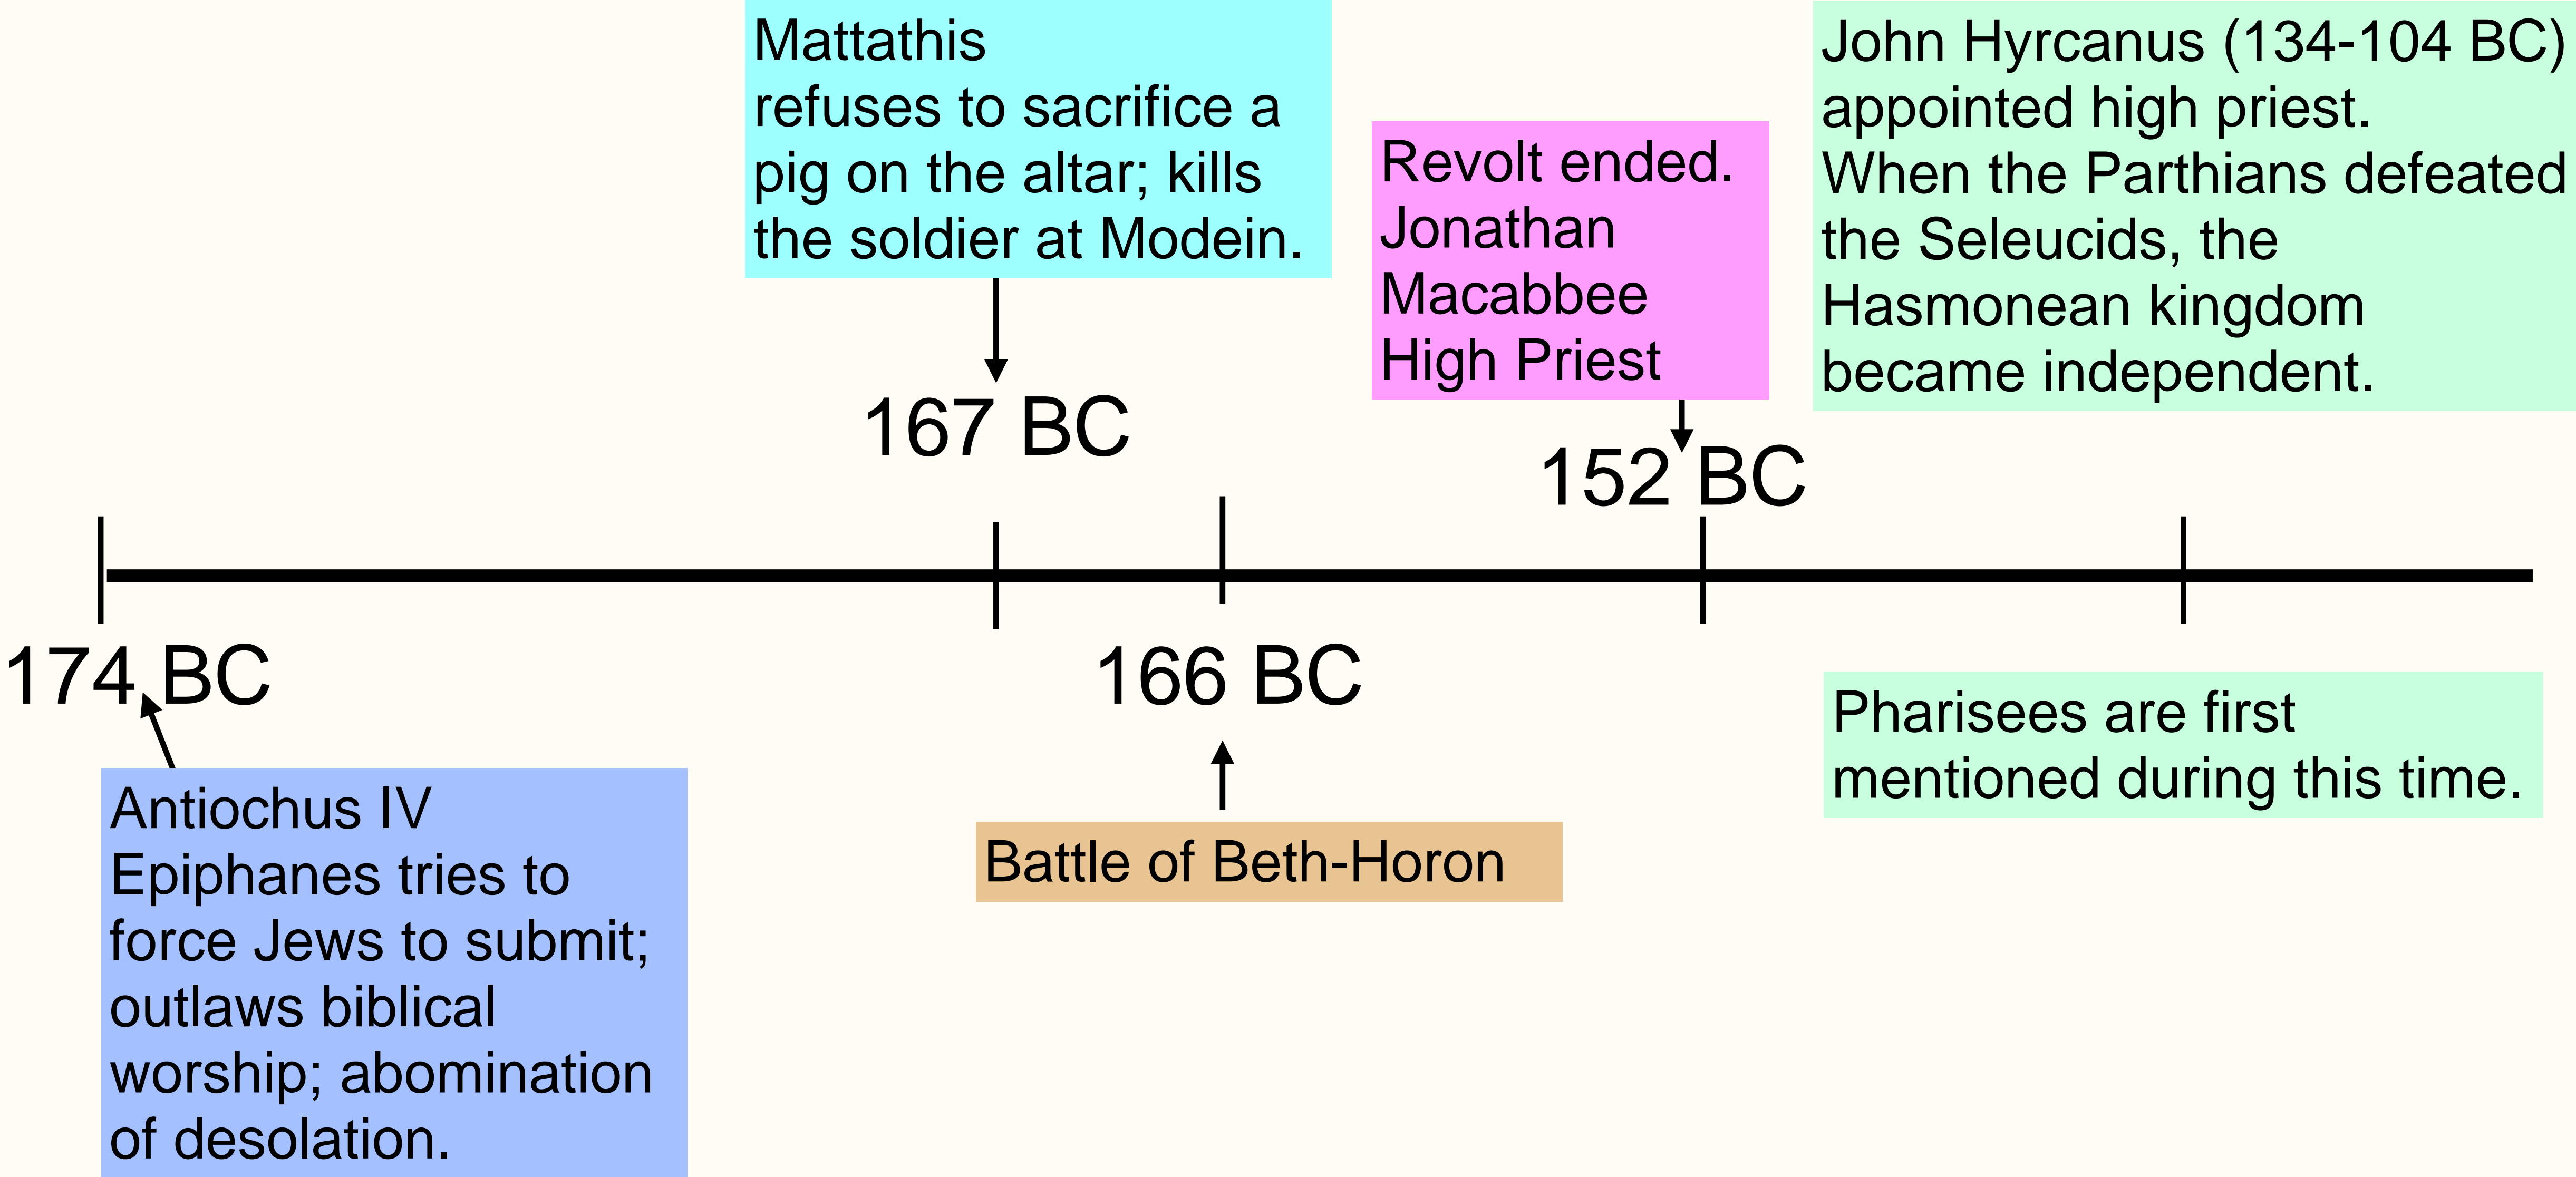 Mattathis
refuses to sacrifice a
pig on the altar; kills
the soldier at Modein.
Revolt ended.
Jonathan
Macabbee
High Priest
John Hyrcanus (134-104 BC)
appointed high priest.
When the Parthians defeated
the Seleucids, the
Hasmonean kingdom
became independent.
167 BC
152 BC
174 BC
166 BC
Antiochus IV
Epiphanes tries to
force Jews to submit;
outlaws biblical
worship; abomination
of desolation.
Battle of Beth-Horon
Pharisees are first
mentioned during this time.